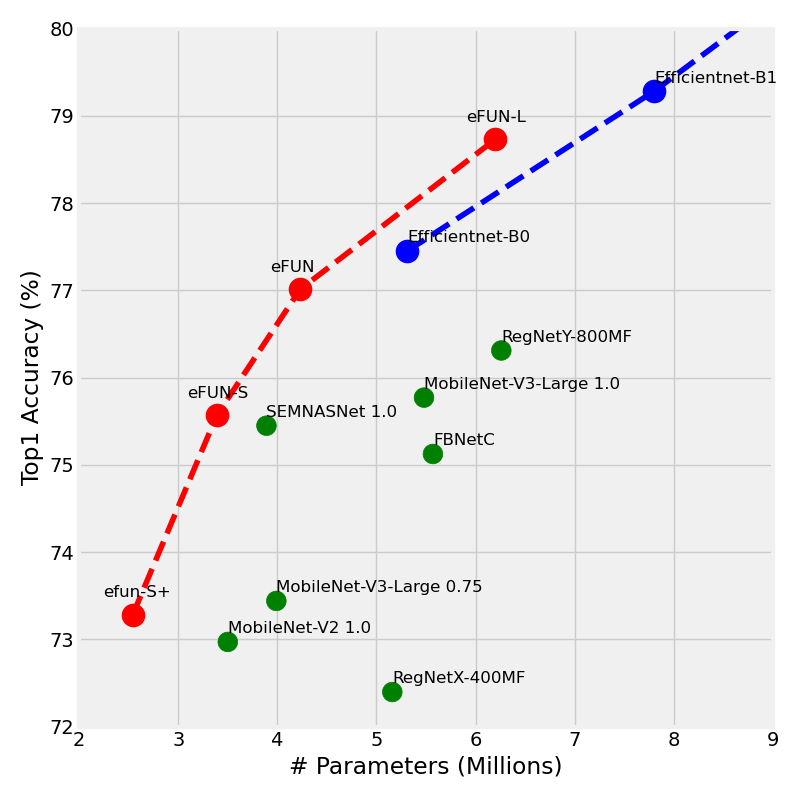 80
79
78
77
76
75
74
73
72
Top1 Accuracy (%)
Efficientnet-B1
eFUN-L
Efficientnet-B0
eFUN
RegNetY-800MF
MobileNet-V3-Large 1.0
eFUN-S
SEMNASNet 1.0
FBNetC
MobileNet-V3-Large 0.75
efun-S+
MobileNet-V2 1.0
RegNetX-400MF
2 3 4 5 6 7 8 9
# Parameters (Millions)